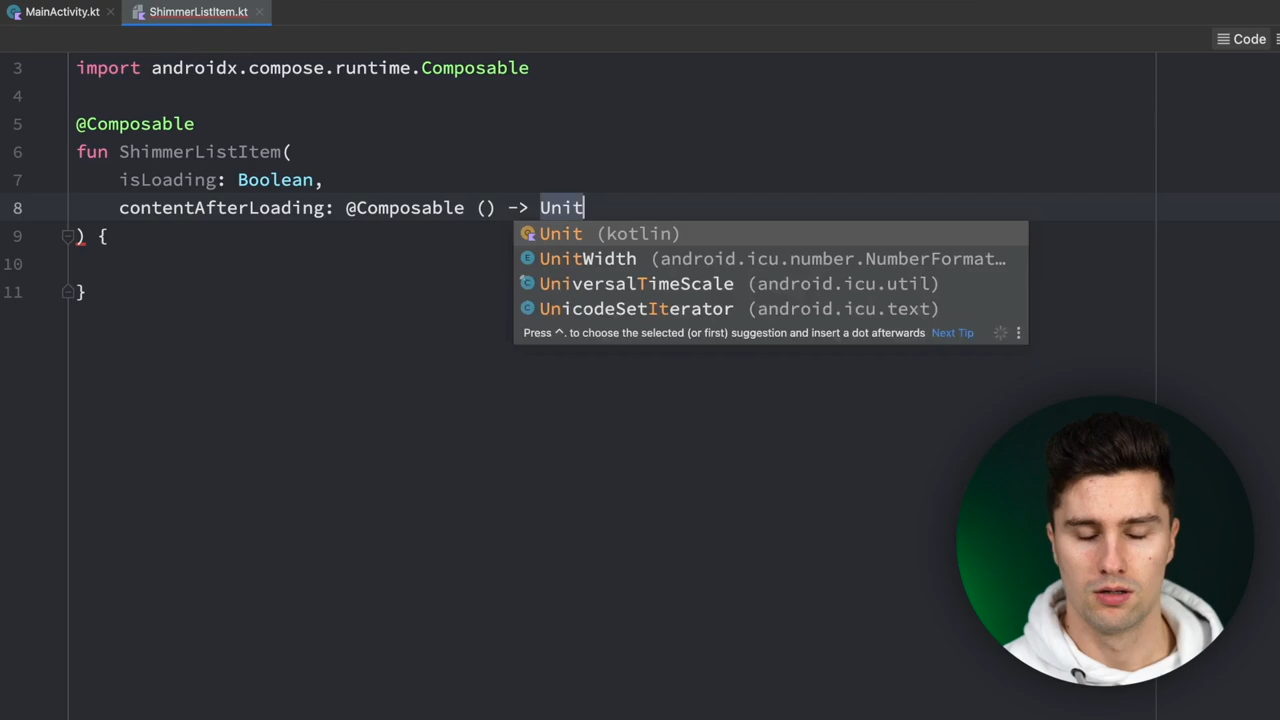 MainActivity.kt
ShimmerListItem.kt
Code
3 import androidx.compose.runtime.Composable
4
5 @Composable
6 fun ShimmerListItem(
7 isLoading: Boolean,
8 contentAfterLoading: @Composable () -> Unit
9 ) {
10
11 }
Unit (kotlin)
UnitWidth (android.icu.number.NumberFormat...
UniversalTimeScale (android.icu.util)
UnicodeSetIterator (android.icu.text)
Press ^. to choose the selected (or first) suggestion and insert a dot afterwards Next Tip